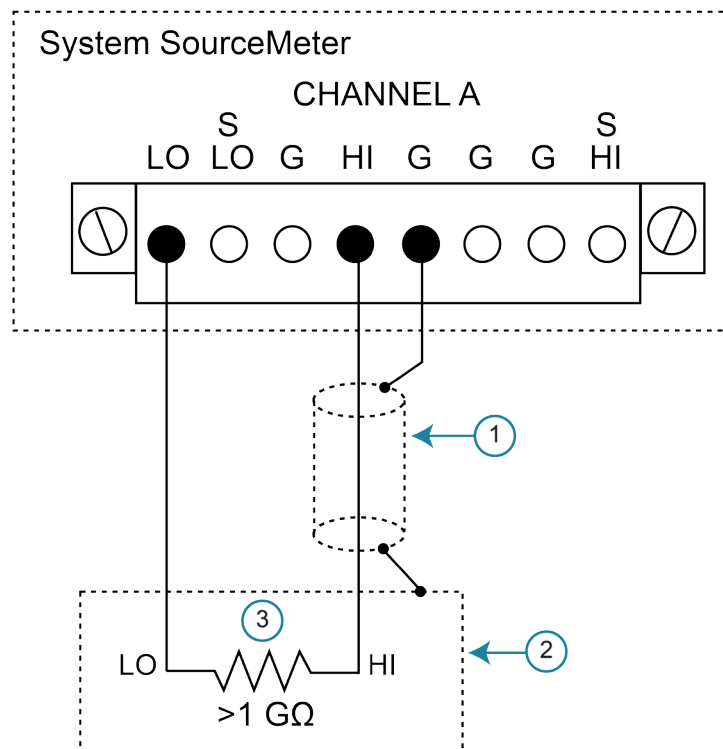 System SourceMeter
CHANNEL A
S S
LO LO G HI G G G HI
1
3
2
LO HI
>1 GΩ